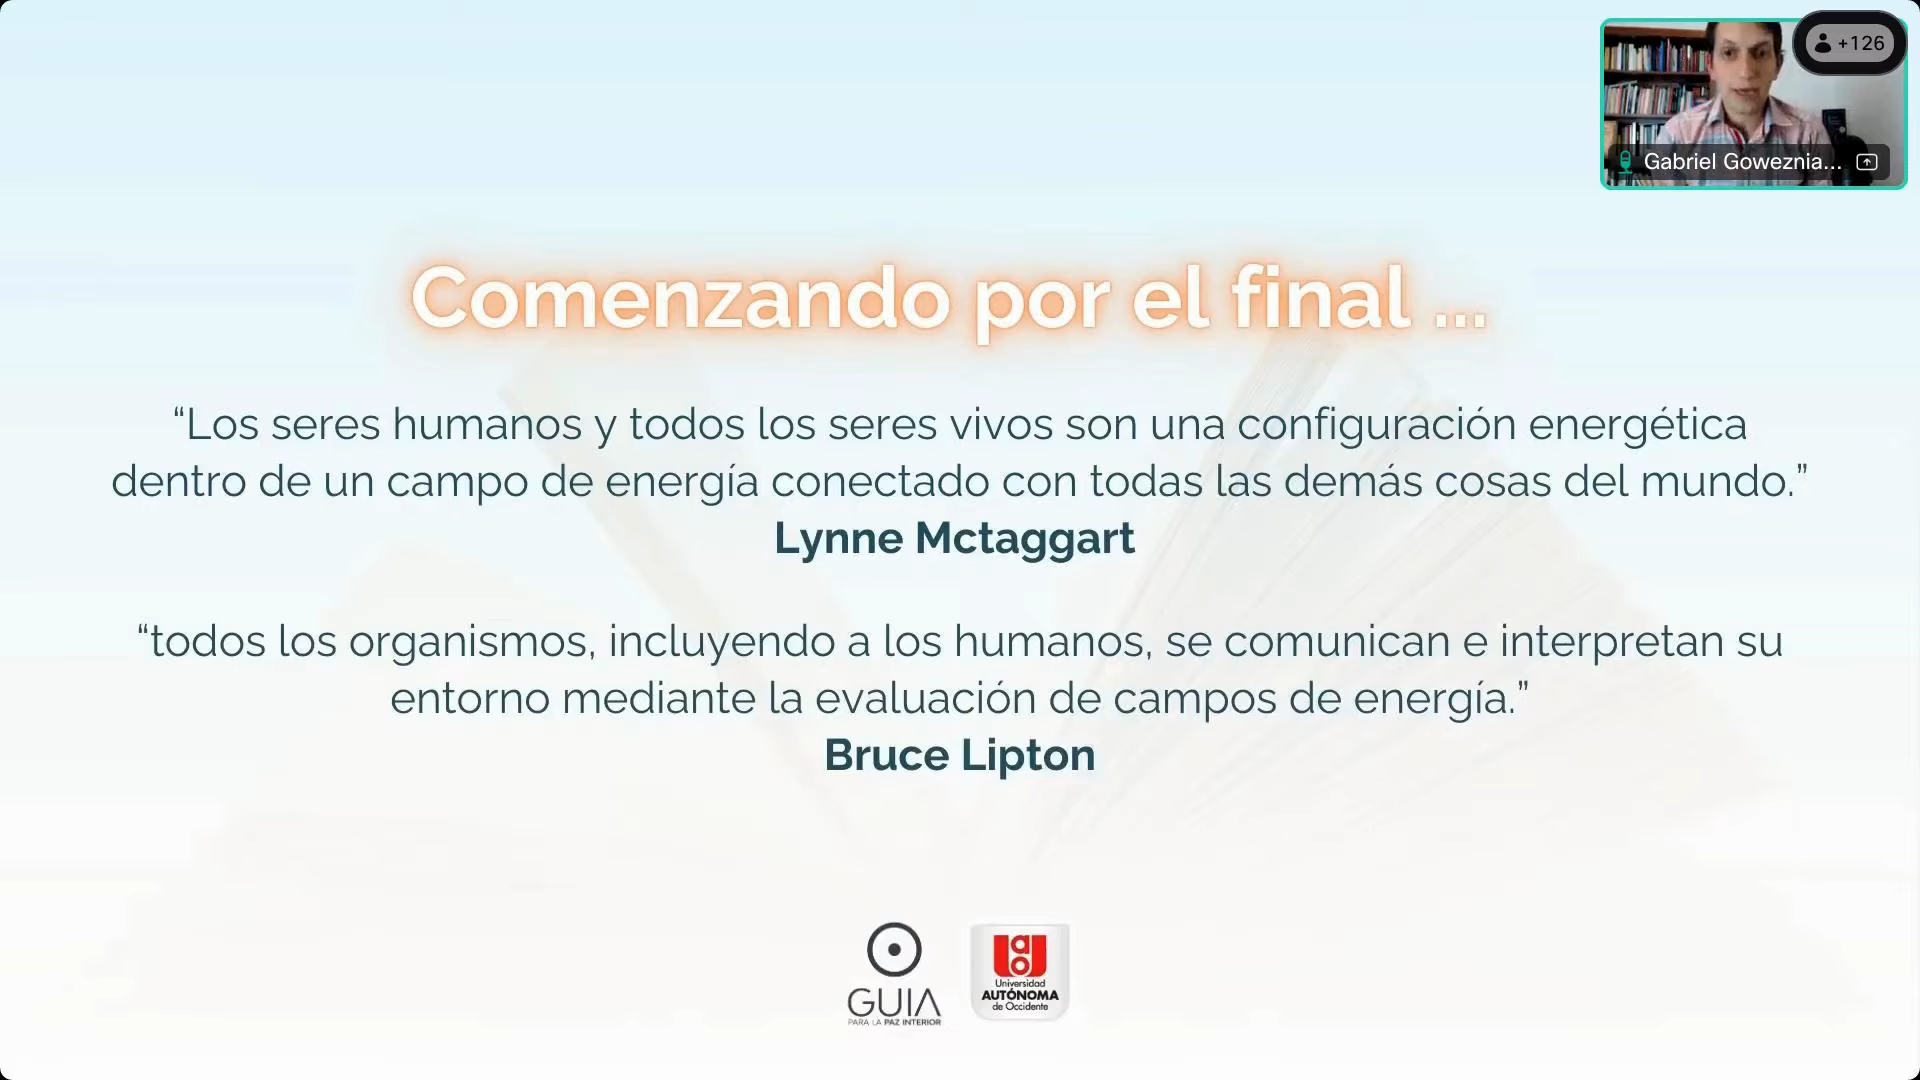 +126
Gabriel Goweznia...
Comenzando por el final ...
“Los seres humanos y todos los seres vivos son una configuración energética
dentro de un campo de energía conectado con todas las demás cosas del mundo.”
Lynne Mctaggart
“todos los organismos, incluyendo a los humanos, se comunican e interpretan su
entorno mediante la evaluación de campos de energía.”
Bruce Lipton
GUIA
PARA LA PAZ INTERIOR
uao
Universidad
AUTÓNOMA
de Occidente